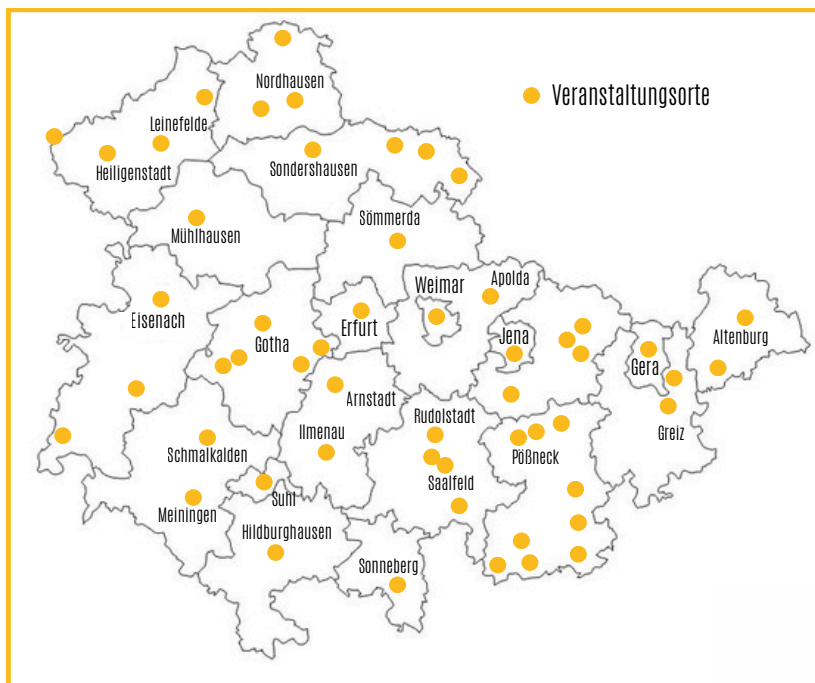 Nordhausen
Veranstaltungsorte
Leinefelde
Heiligenstadt
Sondershausen
Sömmerda
Mühlhausen
Apolda
Weimar
Eisenach
Erfurt
Gotha
Jena
Altenburg
Gera
Arnstadt
Rudolstadt
Greiz
Ilmenau
Schmalkalden
Pößneck
Saalfeld
Suhl
Meiningen
Hildburghausen
Sonneberg